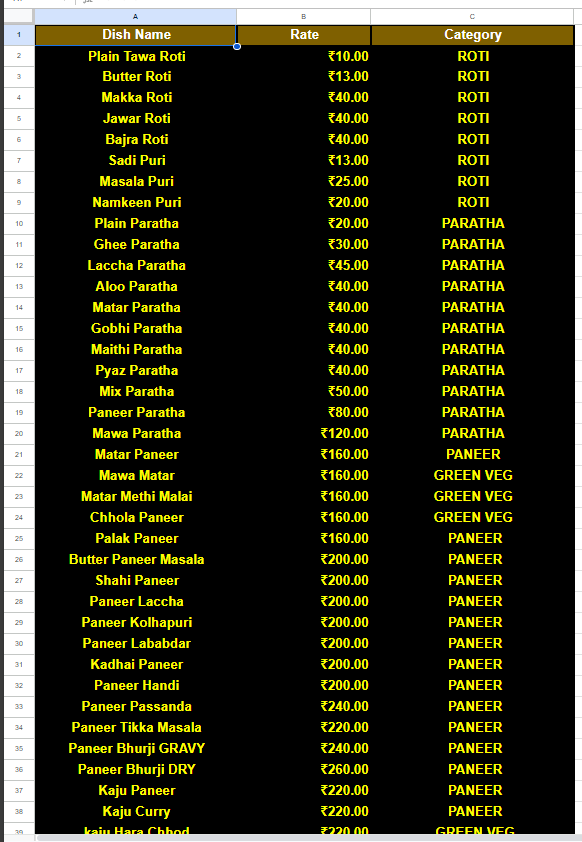 A B C
1 Dish Name Rate Category
2 Plain Tawa Roti ₹10.00 ROTI
3 Butter Roti ₹13.00 ROTI
4 Makka Roti ₹40.00 ROTI
5 Jawar Roti ₹40.00 ROTI
6 Bajra Roti ₹40.00 ROTI
7 Sadi Puri ₹13.00 ROTI
8 Masala Puri ₹25.00 ROTI
9 Namkeen Puri ₹20.00 ROTI
10 Plain Paratha ₹20.00 PARATHA
11 Ghee Paratha ₹30.00 PARATHA
12 Laccha Paratha ₹45.00 PARATHA
13 Aloo Paratha ₹40.00 PARATHA
14 Matar Paratha ₹40.00 PARATHA
15 Gobhi Paratha ₹40.00 PARATHA
16 Maithi Paratha ₹40.00 PARATHA
17 Pyaz Paratha ₹40.00 PARATHA
18 Mix Paratha ₹50.00 PARATHA
19 Paneer Paratha ₹80.00 PARATHA
20 Mawa Paratha ₹120.00 PARATHA
21 Matar Paneer ₹160.00 PANEER
22 Mawa Matar ₹160.00 GREEN VEG
23 Matar Methi Malai ₹160.00 GREEN VEG
24 Chhola Paneer ₹160.00 GREEN VEG
25 Palak Paneer ₹160.00 PANEER
26 Butter Paneer Masala ₹200.00 PANEER
27 Shahi Paneer ₹200.00 PANEER
28 Paneer Laccha ₹200.00 PANEER
29 Paneer Kolhapuri ₹200.00 PANEER
30 Paneer Lababdar ₹200.00 PANEER
31 Kadhai Paneer ₹200.00 PANEER
32 Paneer Handi ₹200.00 PANEER
33 Paneer Passanda ₹240.00 PANEER
34 Paneer Tikka Masala ₹220.00 PANEER
35 Paneer Bhurji GRAVY ₹240.00 PANEER
36 Paneer Bhurji DRY ₹260.00 PANEER
37 Kaju Paneer ₹220.00 PANEER
38 Kaju Curry ₹220.00 PANEER
39 kaju Hara Chhod ₹220.00 GREEN VEG